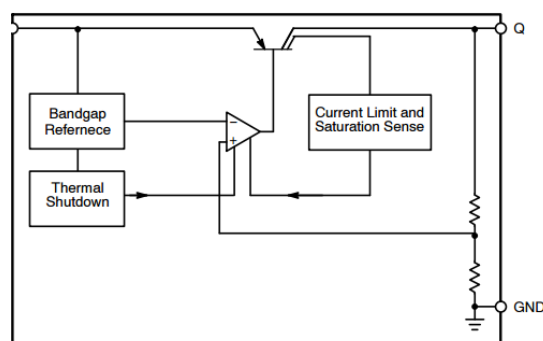 Q
Bandgap
Refernece
−
+
Current Limit and
Saturation Sense
Thermal
Shutdown
GND